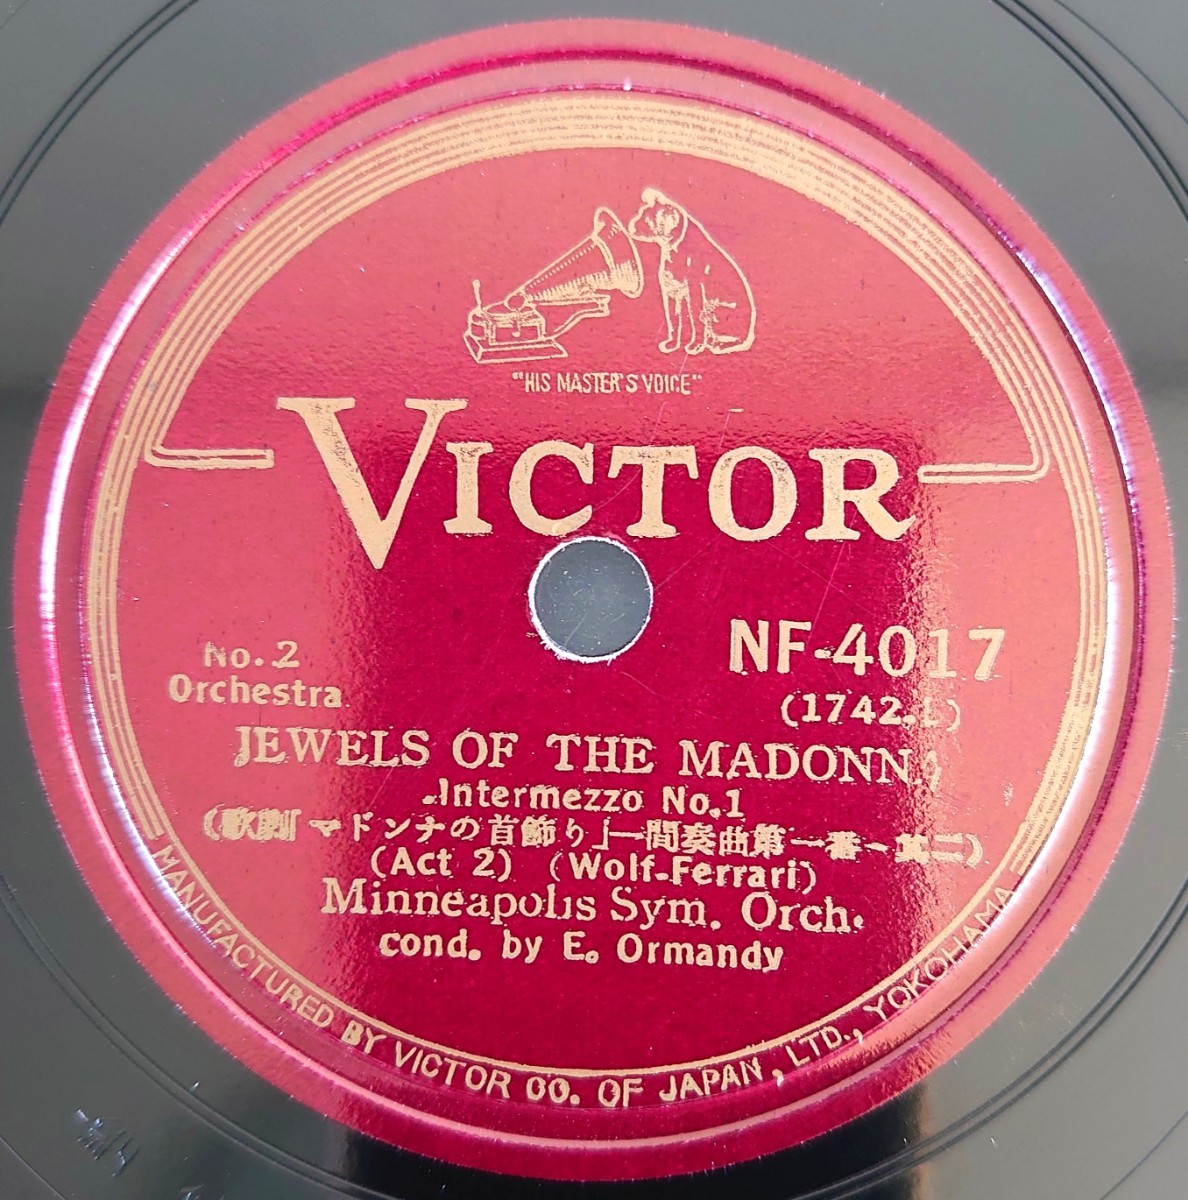 "HIS MASTER'S VOICE"
VICTOR
No. 2
Orchestra
NF-4017
(1742.
JEWELS OF THE MADONNA
Intermezzo No.1
(歌劇「マドンナの首飾り」―間奏曲第一番
(Act 2) (Wolf-Ferrari)
Minneapolis Sym. Orch.
cond. by E. Ormandy
MANUFACTURED BY VICTOR CO. OF JAPAN, LTD., YOKOHAMA